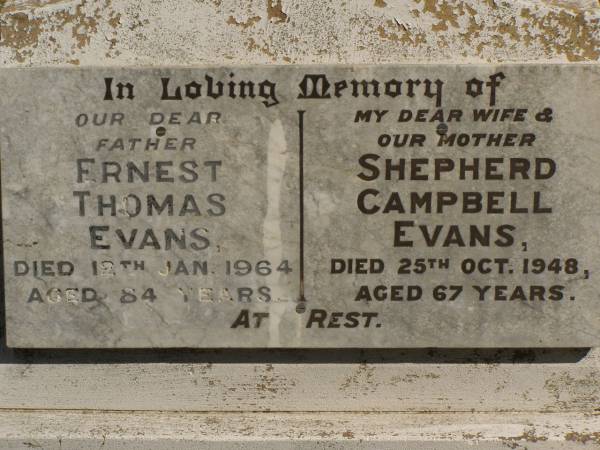 In Loving Memory of
OUR DEAR
FATHER
ERNEST
THOMAS
EVANS,
DIED JAN. 1964
AGED 84 YEARS.
MY DEAR WIFE &
OUR MOTHER
SHEPHERD
CAMPBELL
EVANS,
DIED 25TH OCT. 1948,
AGED 67 YEARS.
AT REST.